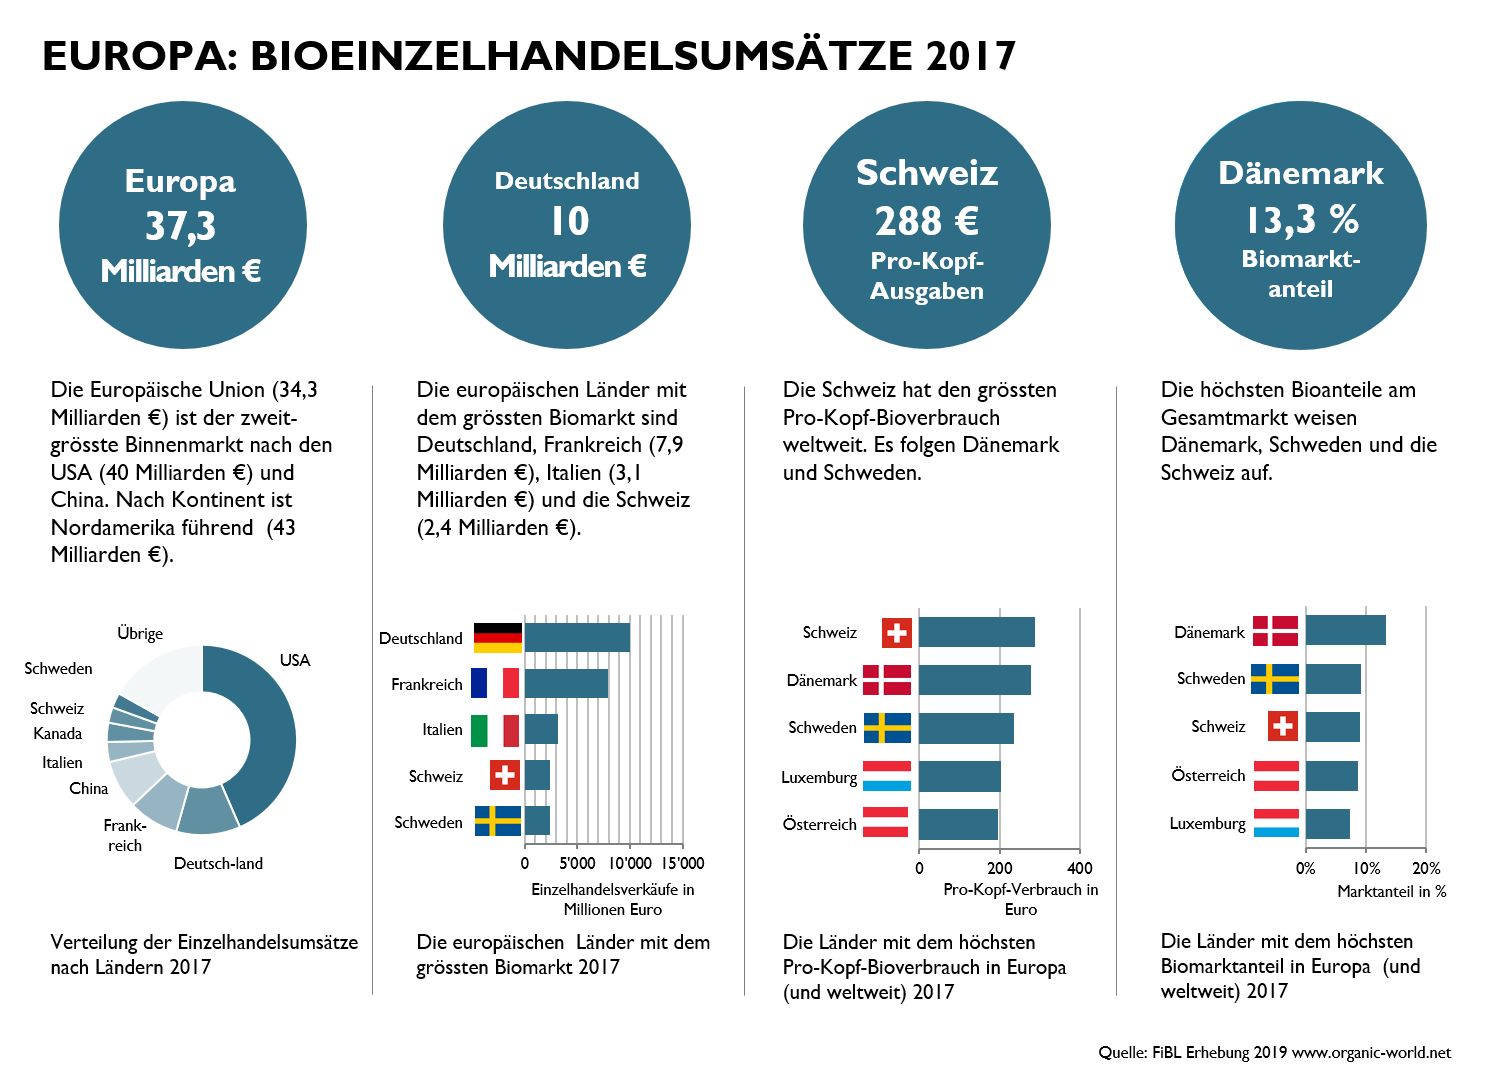 EUROPA: BIOEINZELHANDELSUMSÄTZE 2017
Europa
37,3
Milliarden €
Deutschland
10
Milliarden €
Schweiz
288 €
Pro-Kopf-
Ausgaben
Dänemark
13,3 %
Biomarkt-
anteil
Die Europäische Union (34,3
Milliarden €) ist der zweit-
grösste Binnenmarkt nach den
USA (40 Milliarden €) und
China. Nach Kontinent ist
Nordamerika führend  (43
Milliarden €).
Die europäischen Länder mit
dem grössten Biomarkt sind
Deutschland, Frankreich (7,9
Milliarden €), Italien (3,1
Milliarden €) und die Schweiz
(2,4 Milliarden €).
Die Schweiz hat den grössten
Pro-Kopf-Bioverbrauch
weltweit. Es folgen Dänemark
und Schweden.
Die höchsten Bioanteile am
Gesamtmarkt weisen
Dänemark, Schweden und die
Schweiz auf.
Übrige
USA
Schweden
Schweiz
Kanada
Italien
China
Frank-
reich
Deutsch-land
Verteilung der Einzelhandelsumsätze
nach Ländern 2017
Deutschland
Frankreich
Italien
Schweiz
Schweden
0 5'000 10'000 15'000
Einzelhandelsverkäufe in
Millionen Euro
Die europäischen  Länder mit dem
grössten Biomarkt 2017
Schweiz
Dänemark
Schweden
Luxemburg
Österreich
0 200 400
Pro-Kopf-Verbrauch in
Euro
Die Länder mit dem höchsten
Pro-Kopf-Bioverbrauch in Europa
(und weltweit) 2017
Dänemark
Schweden
Schweiz
Österreich
Luxemburg
0% 10% 20%
Marktanteil in %
Die Länder mit dem höchsten
Biomarktanteil in Europa  (und
weltweit) 2017
Quelle: FiBL Erhebung 2019 www.organic-world.net